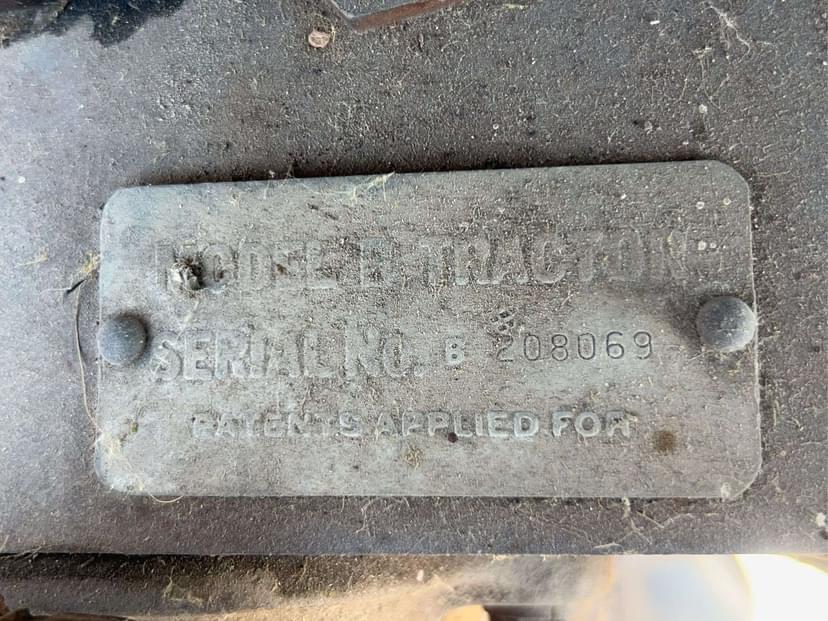 MODEL B TRACTOR
SERIAL NO. B 208069
PATENTS APPLIED FOR